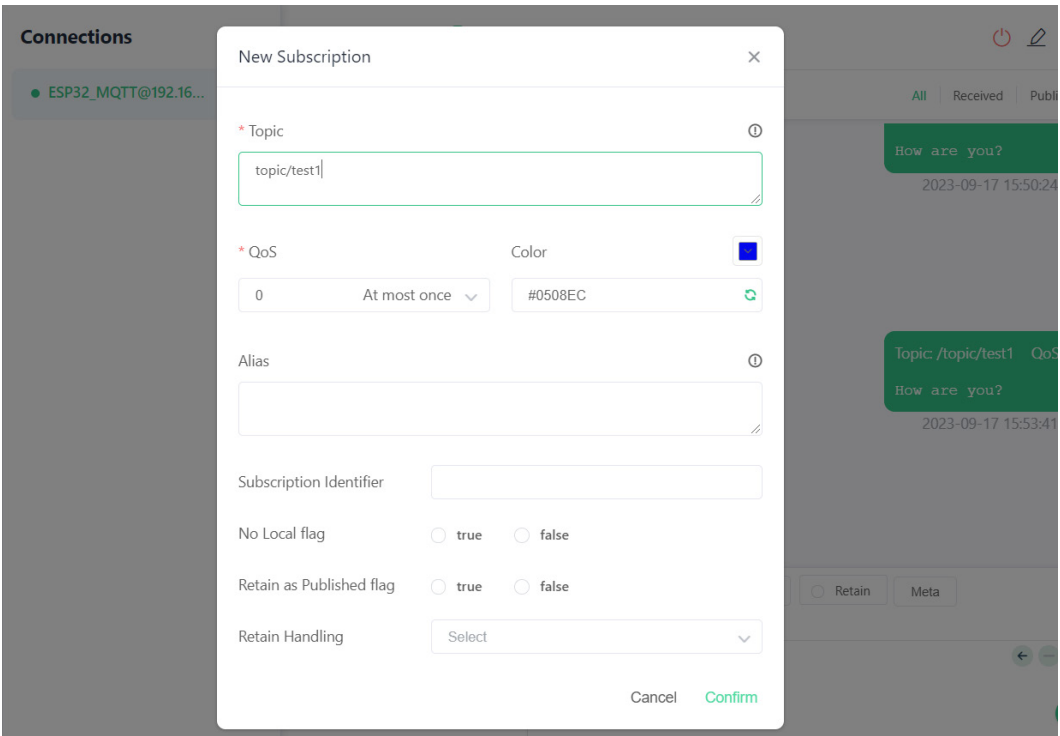 Connections
ESP32_MQTT@192.16...
New Subscription
* Topic
topic/test1
* QoS
Color
0 At most once
#0508EC
Alias
Subscription Identifier
No Local flag
true false
Retain as Published flag
true false
Retain Handling
Select
Cancel Confirm
All Received Publi
How are you?
2023-09-17 15:50:24
Topic: /topic/test1 QoS
How are you?
2023-09-17 15:53:41
Retain Meta